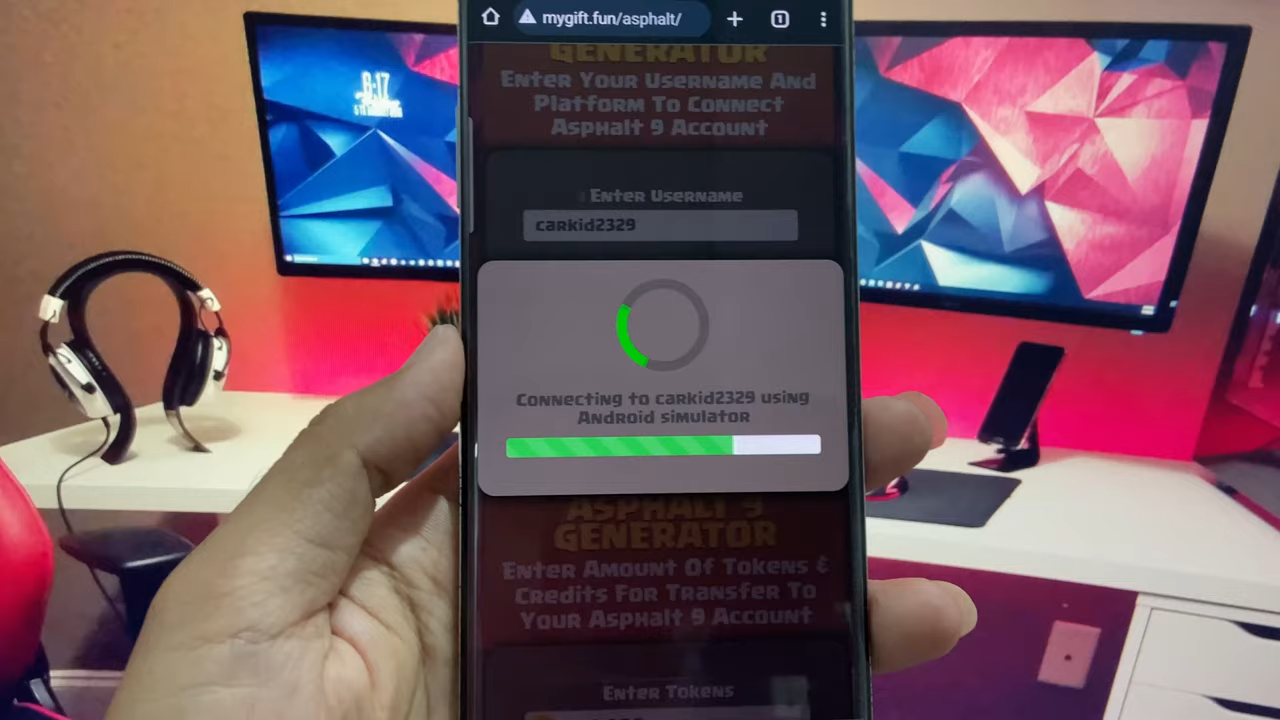 mygift.fun/asphalt/
1
GENERATOR
Enter Your Username And
Platform To Connect
Asphalt 9 Account
Enter Username
carkid2329
Connecting to carkid2329 using
Android simulator
Asphalt 9
GENERATOR
Enter Amount Of Tokens &
Credits For Transfer To
Your Asphalt 9 Account
Enter Tokens